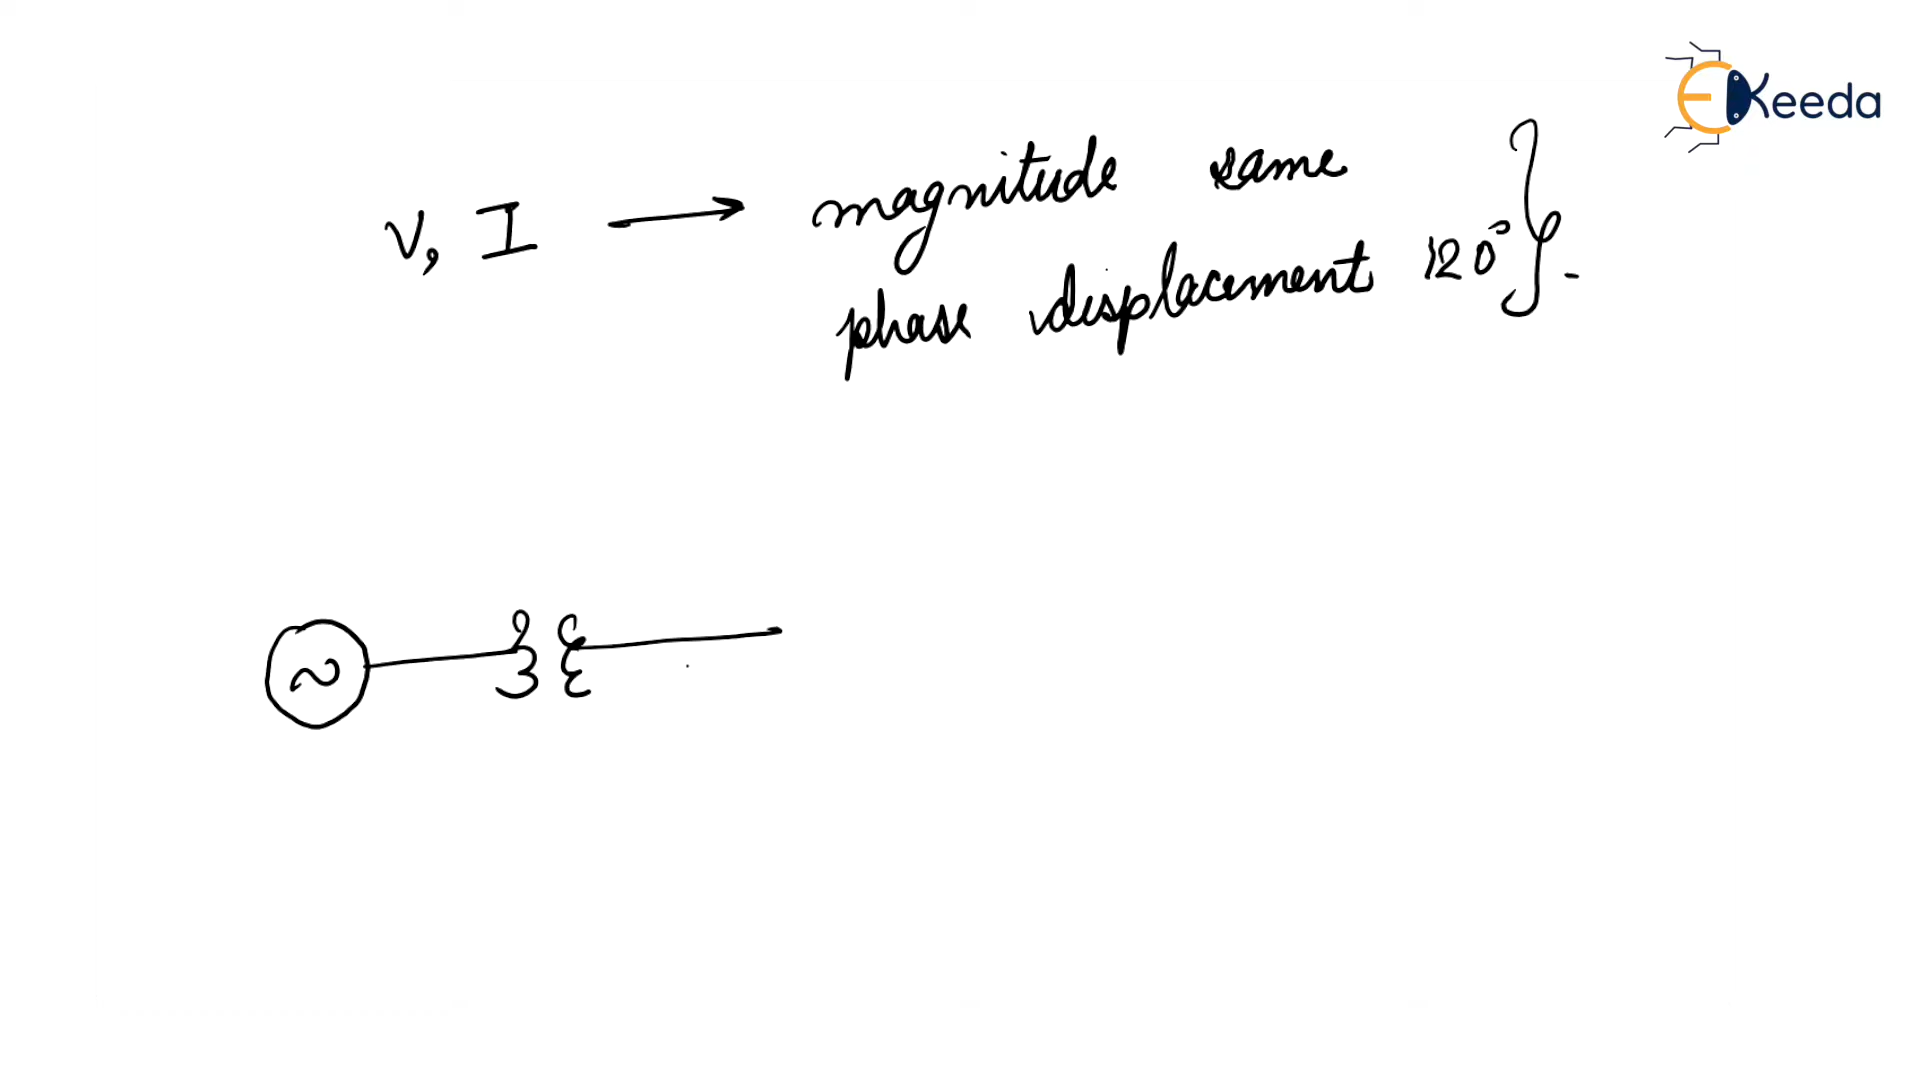 EKeeda
V, I → magnitude same
phase displacement 120°
~